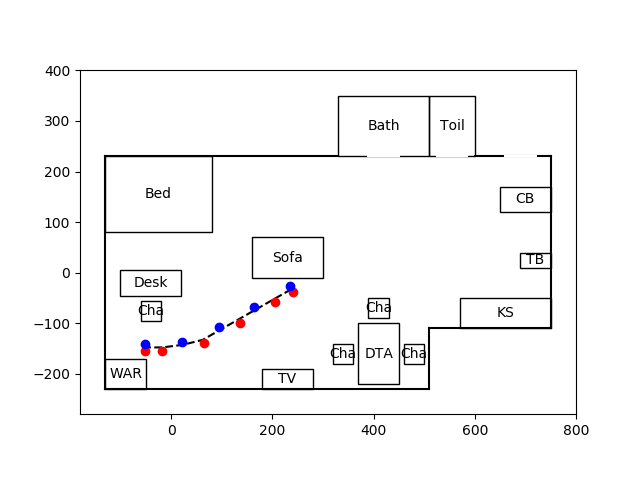 400
300
200
100
0
−100
−200
0
200
400
600
800
Bath
Toil
Bed
CB
Sofa
TB
Desk
Cha
Cha
KS
Cha
DTA
Cha
WAR
TV